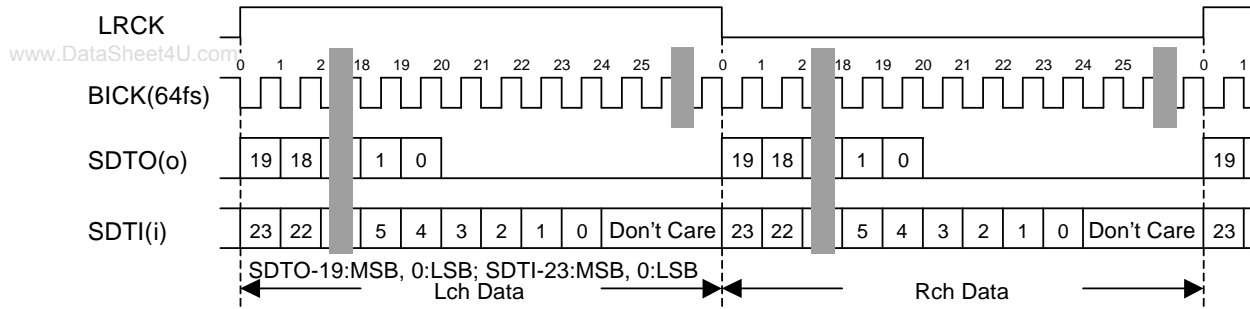 LRCK
www.DataSheet4U.com
0 1 2 18 19 20 21 22 23 24 25 0 1 2 18 19 20 21 22 23 24 25 0 1
BICK(64fs)
SDTO(o) 19 18 1 0 19 18 1 0 19
SDTI(i) 23 22 5 4 3 2 1 0 Don't Care 23 22 5 4 3 2 1 0 Don't Care 23
SDTO-19:MSB, 0:LSB; SDTI-23:MSB, 0:LSB
Lch Data Rch Data